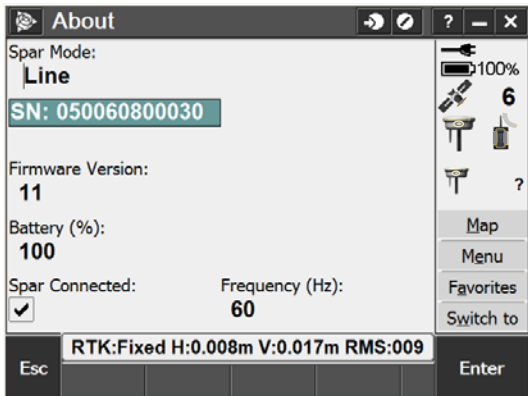 About
? – ×
Spar Mode:
Line
100%
SN: 050060800030
6
Firmware Version:
11
?
Battery (%):
100
Map
Menu
Spar Connected:
Frequency (Hz):
60
Favorites
Switch to
RTK:Fixed H:0.008m V:0.017m RMS:009
Esc
Enter